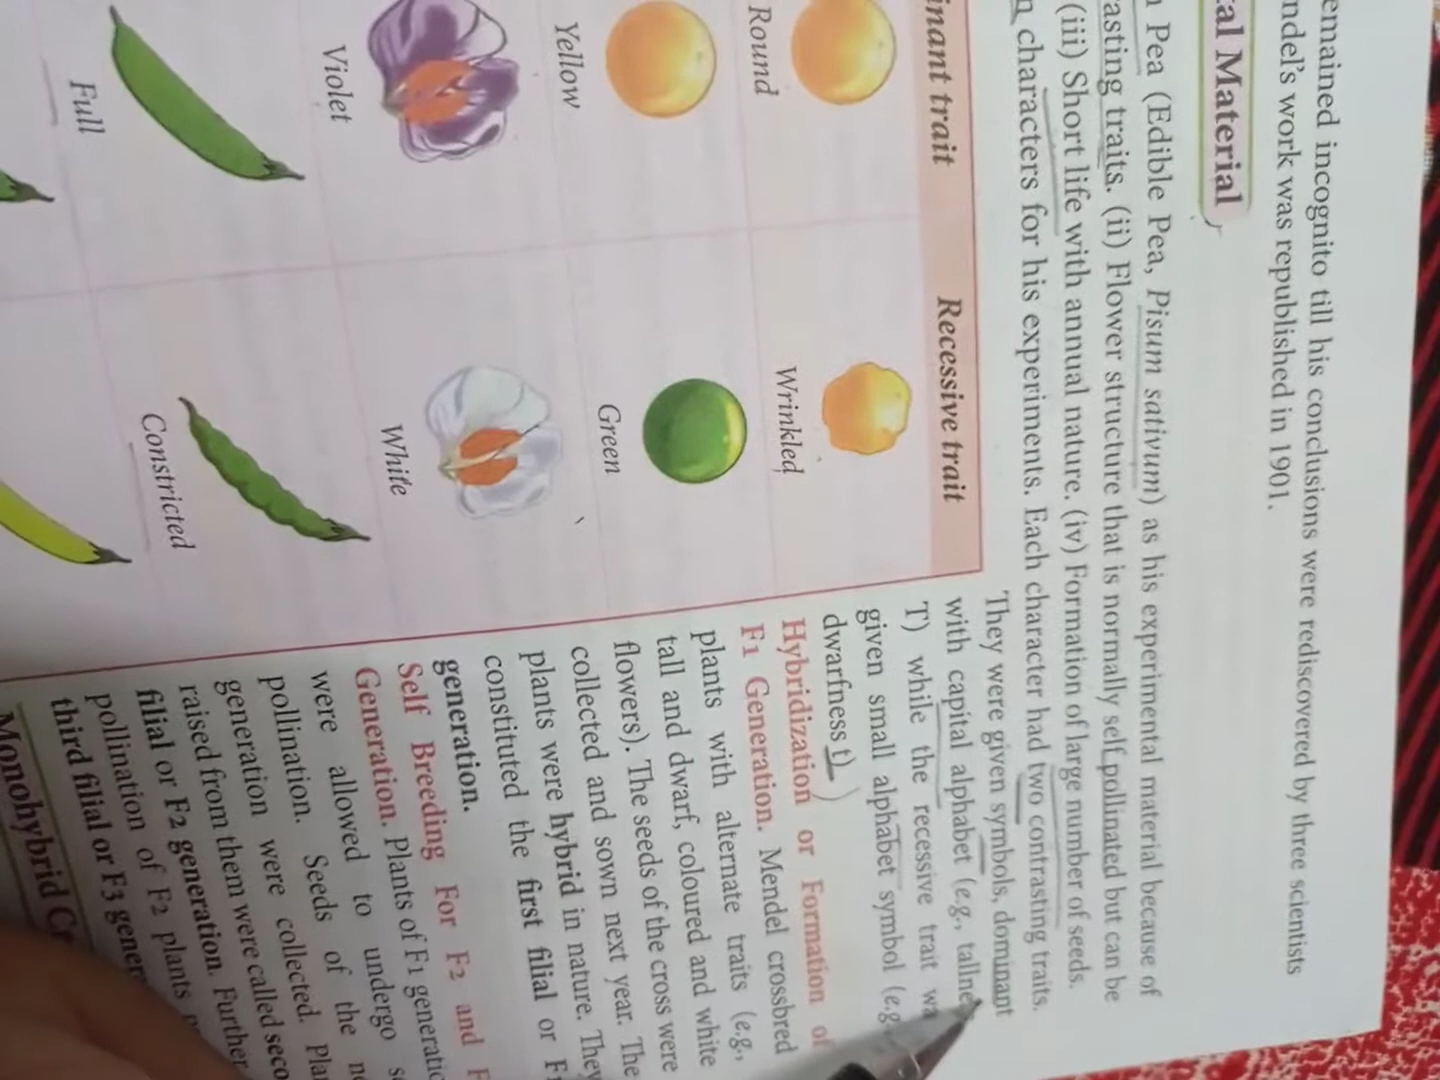 emained incognito till his conclusions were rediscovered by three scientists
ndel's work was republished in 1901.
tal Material
Pea (Edible Pea, Pisum sativum) as his experimental material because of
asting traits. (ii) Flower structure that is normally self pollinated but can be
(iii) Short life with annual nature. (iv) Formation of large number of seeds.
n characters for his experiments. Each character had two contrasting traits.
inant trait
Recessive trait
Round
Wrinkled
Yellow
Green
Violet
White
Full
Constricted
They were given symbols, dominant
with capital alphabet (e.g., tallne
T) while the recessive trait wa
given small alphabet symbol (e.g.
dwarfness t)
Hybridization or Formation of
F1 Generation. Mendel crossbred
plants with alternate traits (e.g.,
tall and dwarf, coloured and white
flowers). The seeds of the cross were
collected and sown next year. The
plants were hybrid in nature. They
constituted the first filial or F1
generation.
Self Breeding For F2 and F
Generation. Plants of F1 generatio
were allowed to undergo se
pollination. Seeds of the ne
generation were collected. Plan
raised from them were called seco
filial or F2 generation. Further
pollination of F2 plants
third filial or F3 gener
Monohybrid C